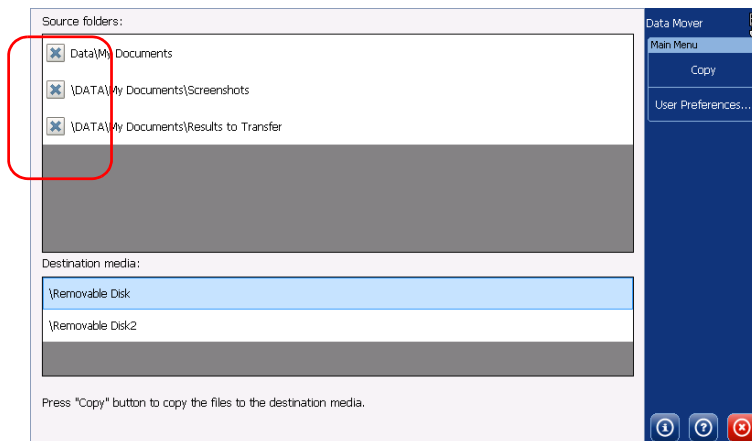 Source folders:
Data\My Documents
\DATA\My Documents\Screenshots
\DATA\My Documents\Results to Transfer
Destination media:
\Removable Disk
\Removable Disk2
Press "Copy" button to copy the files to the destination media.
Data Mover
Main Menu
Copy
User Preferences...